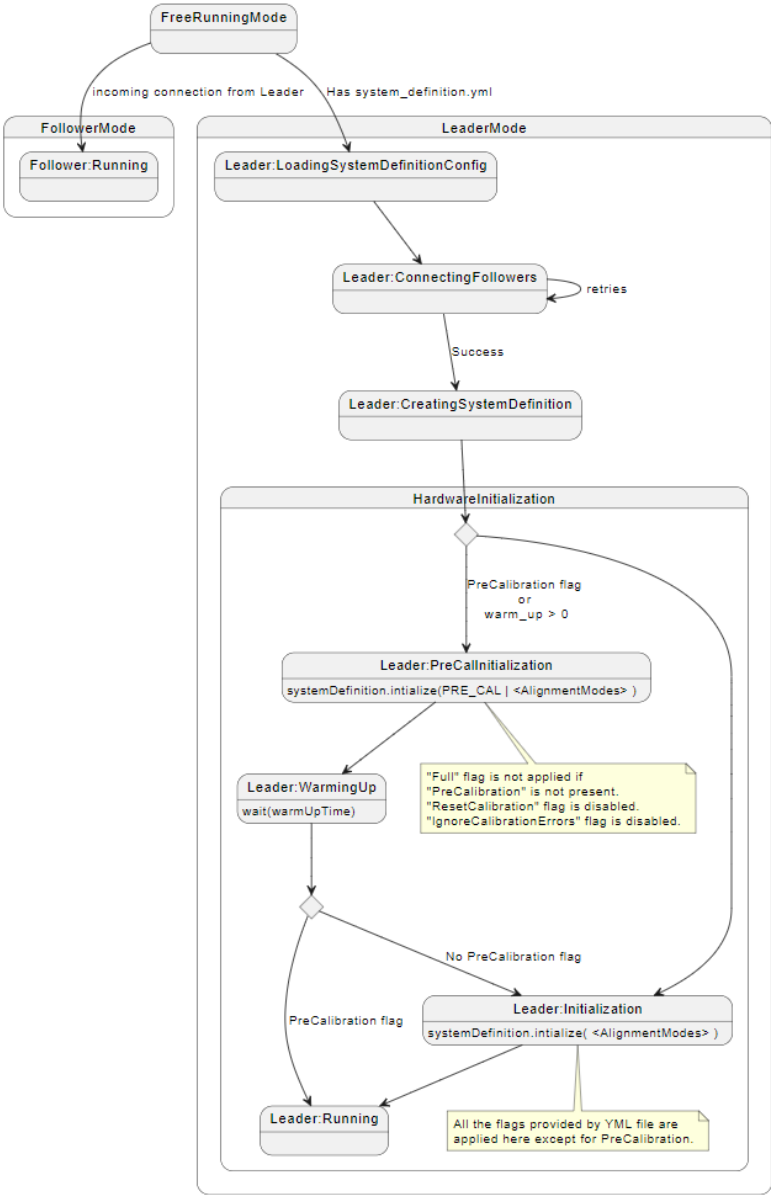 FreeRunningMode
incoming connection from Leader
Has system_definition.yml
FollowerMode
LeaderMode
Follower:Running
Leader:LoadingSystemDefinitionConfig
Leader:ConnectingFollowers
retries
Success
Leader:CreatingSystemDefinition
HardwareInitialization
PreCalibration flag
or
warm_up > 0
Leader:PreCalInitialization
systemDefinition.intialize(PRE_CAL | <AlignmentModes> )
"Full" flag is not applied if
"PreCalibration" is not present.
"ResetCalibration" flag is disabled.
"IgnoreCalibrationErrors" flag is disabled.
Leader:WarmingUp
wait(warmUpTime)
No PreCalibration flag
PreCalibration flag
Leader:Initialization
systemDefinition.intialize( <AlignmentModes> )
Leader:Running
All the flags provided by YML file are
applied here except for PreCalibration.